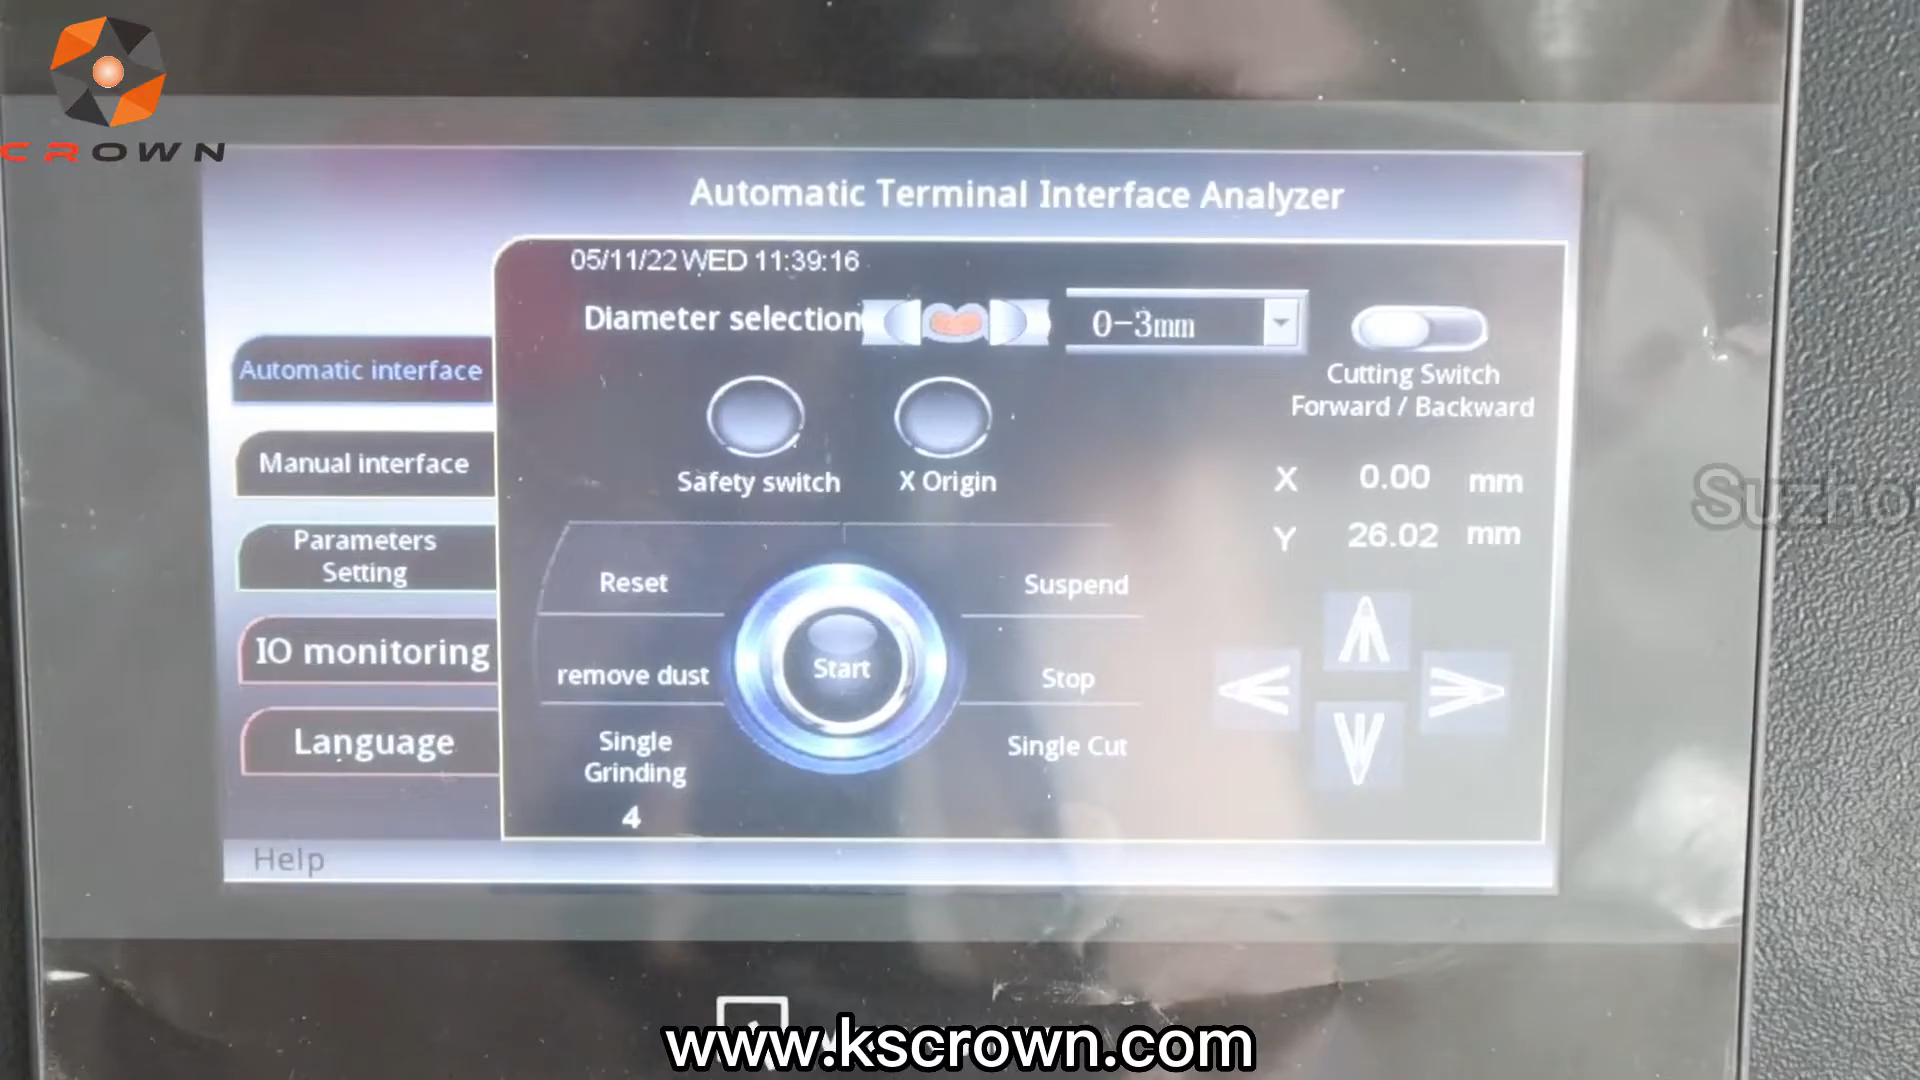 CROWN
Automatic Terminal Interface Analyzer
05/11/22 WED 11:39:16
Diameter selection
0-3mm
Cutting Switch
Forward / Backward
Automatic interface
Manual interface
Parameters
Setting
IO monitoring
Language
Safety switch
X Origin
X 0.00 mm
Y 26.02 mm
Reset
Suspend
remove dust
Start
Stop
Single
Grinding
4
Single Cut
Help
Suzho
www.kscrown.com